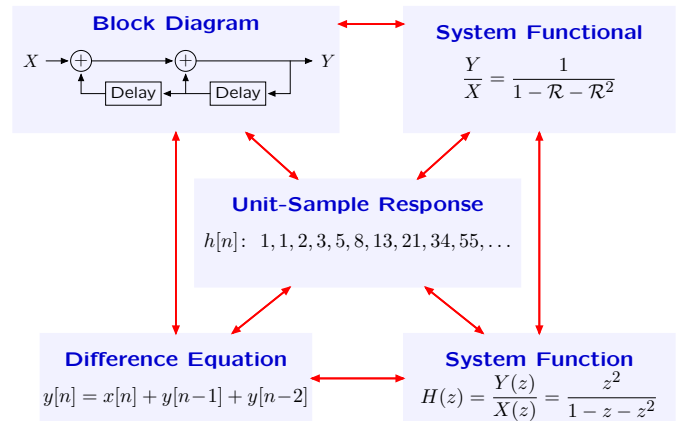 Block Diagram
X + + Y
Delay Delay
System Functional
Y/X = 1/(1 − ℛ − ℛ²)
Unit-Sample Response
h[n]: 1, 1, 2, 3, 5, 8, 13, 21, 34, 55, . . .
Difference Equation
y[n] = x[n] + y[n−1] + y[n−2]
System Function
H(z) = Y(z)/X(z) = z²/(1 − z − z²)